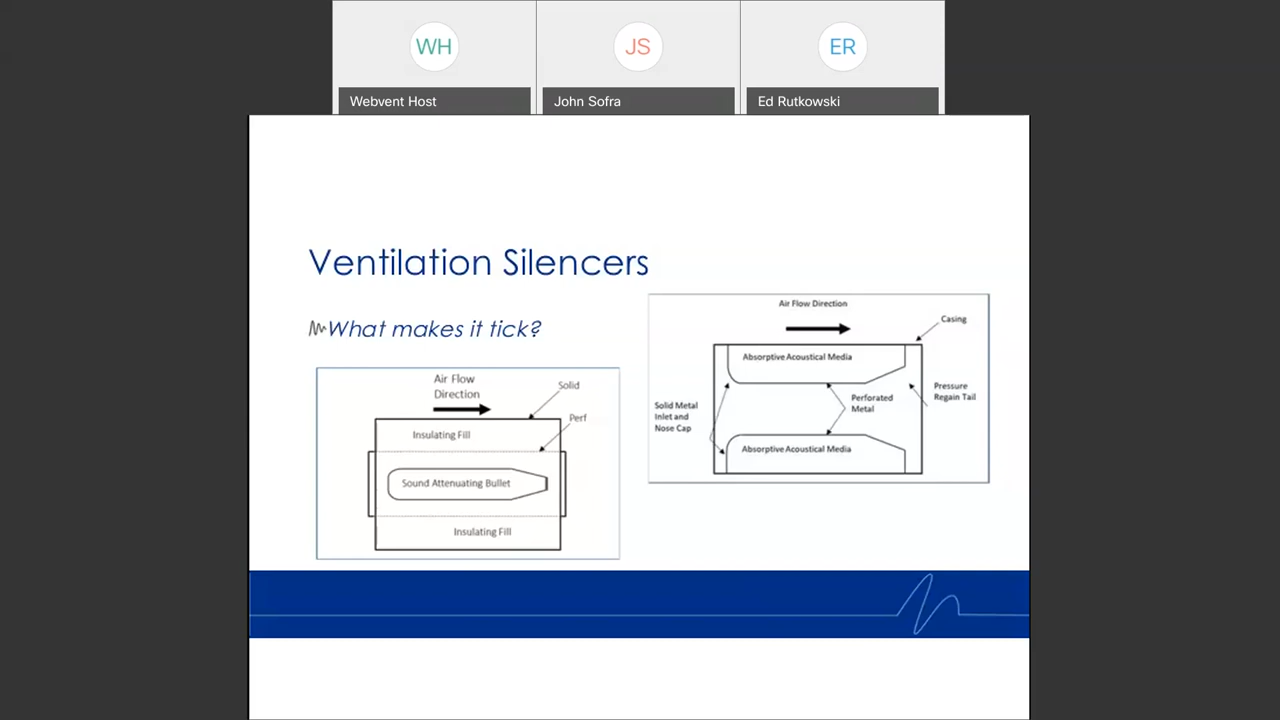 WH
JS
ER
Webvent Host
John Sofra
Ed Rutkowski
Ventilation Silencers
What makes it tick?
Air Flow
Direction
Solid
Perf
Insulating Fill
Sound Attenuating Bullet
Insulating Fill
Air Flow Direction
Casing
Absorptive Acoustical Media
Solid Metal
Inlet and
Nose Cap
Perforated
Metal
Pressure
Regain Tail
Absorptive Acoustical Media